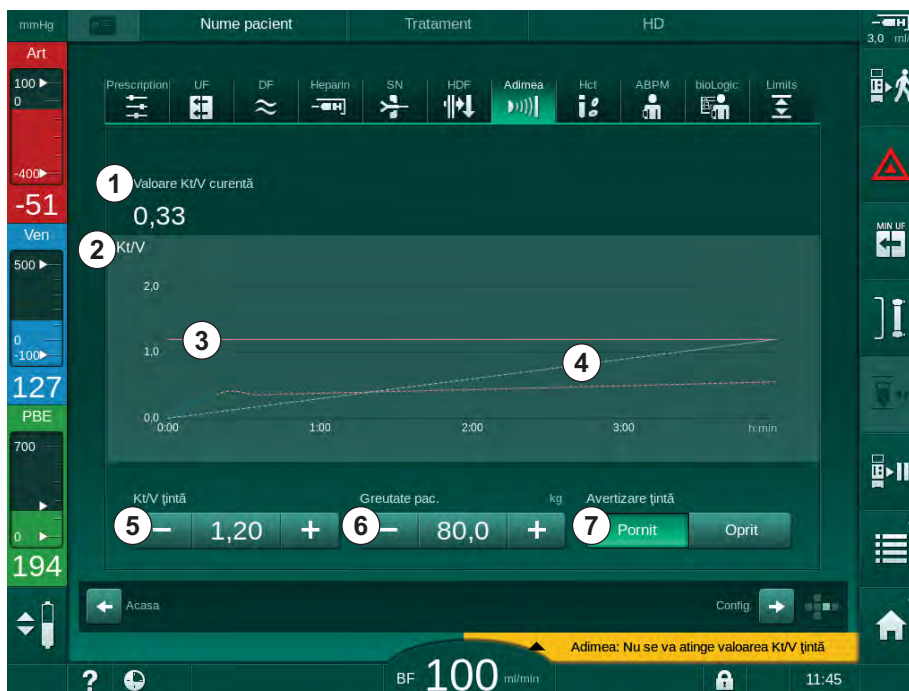 mmHg
Nume pacient
Tratament
HD
3,0 ml/
Art
100
0
-400
-51
Ven
500
0
-100
127
PBE
700
0
194
Prescription
UF
DF
Heparin
SN
HDF
Adimea
Hct
ABPM
bioLogic
Limits
1
Valoare Kt/V curentă
0,33
2
Kt/V
2,0
3
1,0
4
0,0
0:00
1:00
2:00
3:00
h:min
Kt/V țintă
Greutate pac.
kg
Avertizare țintă
5
− 1,20 +
6
− 80,0 +
7
Pornit
Oprit
MIN UF
Acasa
Config
Adimea: Nu se va atinge valoarea Kt/V țintă
?
BF 100 ml/min
11:45